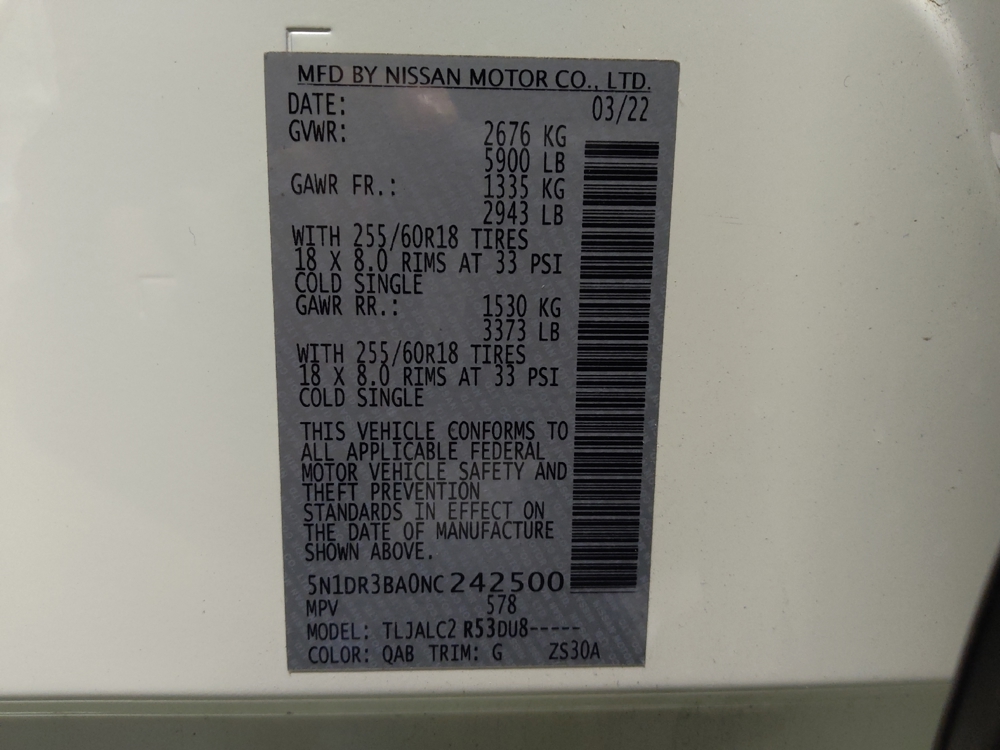 MFD BY NISSAN MOTOR CO., LTD.
DATE: 03/22
GVWR: 2676 KG
5900 LB
GAWR FR.: 1335 KG
2943 LB
WITH 255/60R18 TIRES
18 X 8.0 RIMS AT 33 PSI
COLD SINGLE
GAWR RR.: 1530 KG
3373 LB
WITH 255/60R18 TIRES
18 X 8.0 RIMS AT 33 PSI
COLD SINGLE
THIS VEHICLE CONFORMS TO
ALL APPLICABLE FEDERAL
MOTOR VEHICLE SAFETY AND
THEFT PREVENTION
STANDARDS IN EFFECT ON
THE DATE OF MANUFACTURE
SHOWN ABOVE.
5N1DR3BA0NC242500
MPV 578
MODEL: TLJALC2 R53DU8-----
COLOR: QAB TRIM: G ZS30A